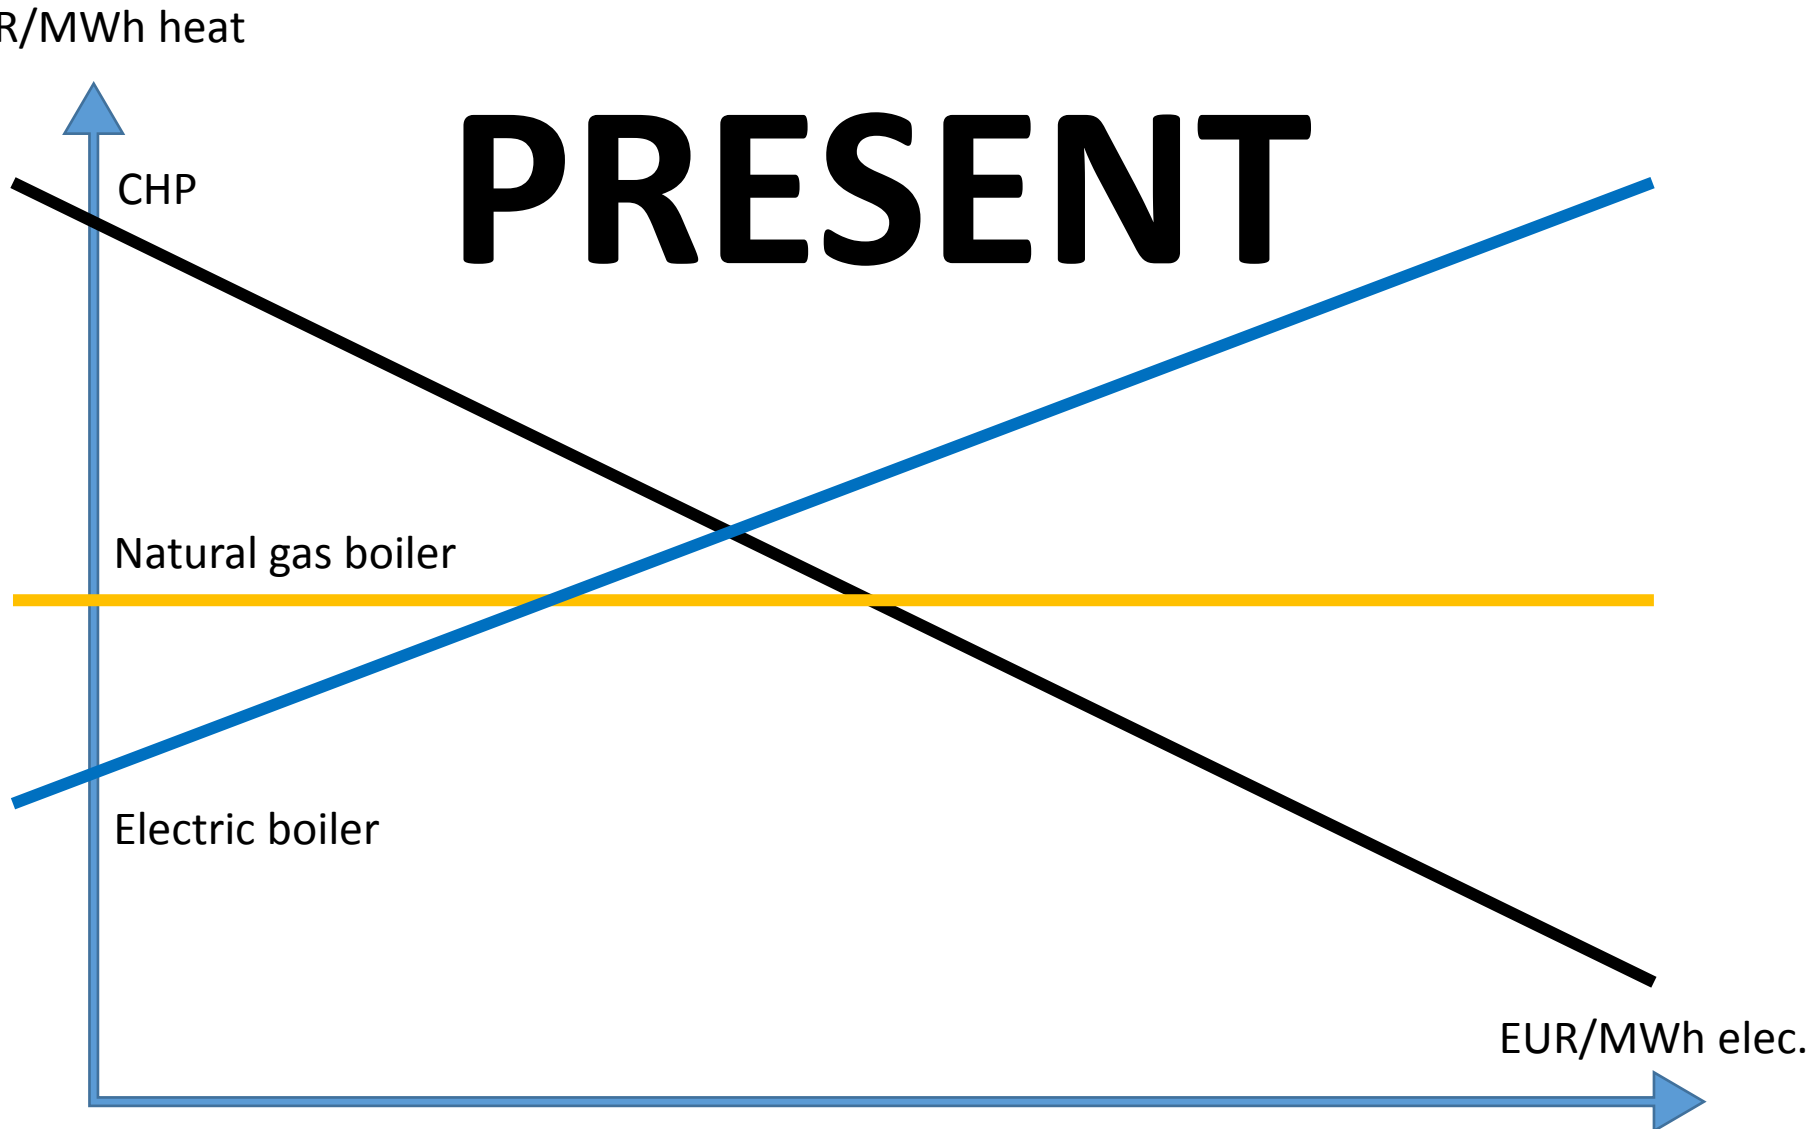 R/MWh heat
PRESENT
CHP
Natural gas boiler
Electric boiler
EUR/MWh elec.